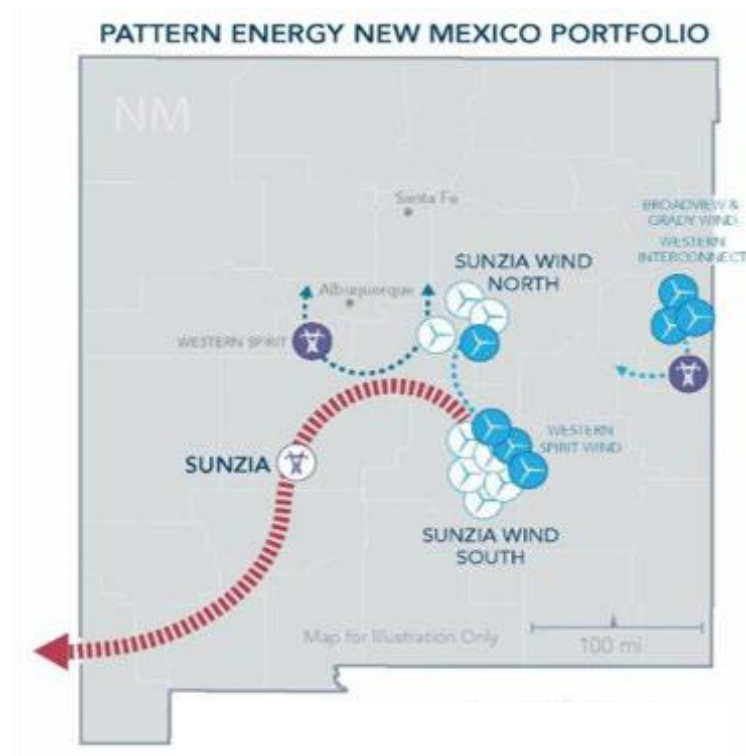 PATTERN ENERGY NEW MEXICO PORTFOLIO
NM
Santa Fe
BROADVIEW &
GRADY WIND
WESTERN
INTERCONNECT
SUNZIA WIND
NORTH
Albuquerque
WESTERN SPIRIT
WESTERN
SPIRIT WIND
SUNZIA
SUNZIA WIND
SOUTH
Map for Illustration Only
100 mi